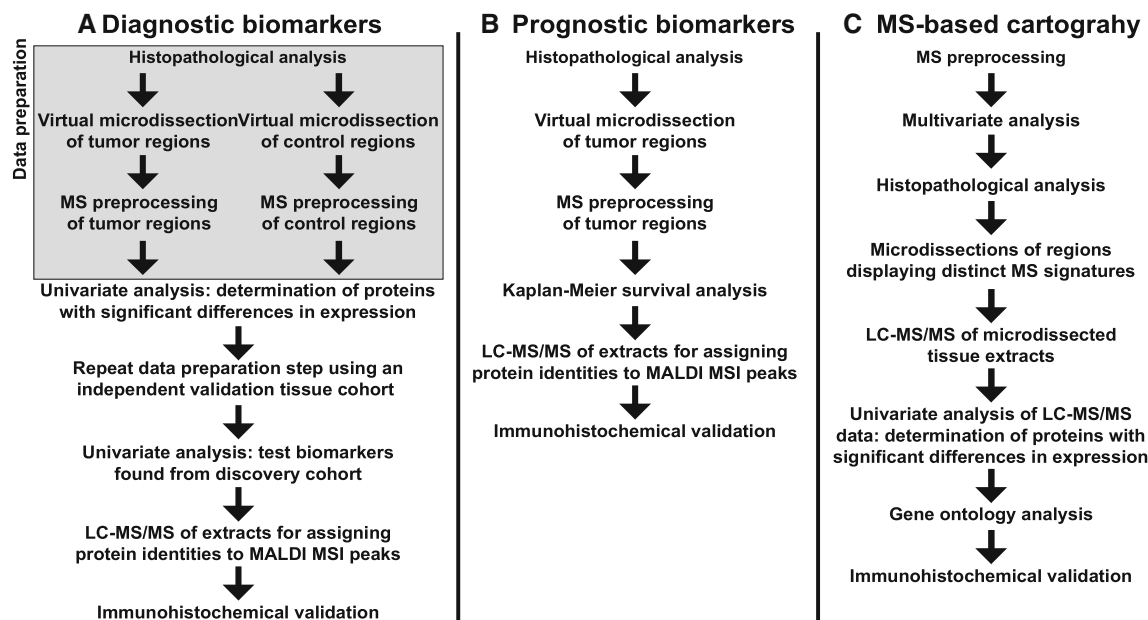 A Diagnostic biomarkers
Data preparation
Histopathological analysis
Virtual microdissection
of tumor regions
Virtual microdissection
of control regions
MS preprocessing
of tumor regions
MS preprocessing
of control regions
Univariate analysis: determination of proteins
with significant differences in expression
Repeat data preparation step using an
independent validation tissue cohort
Univariate analysis: test biomarkers
found from discovery cohort
LC-MS/MS of extracts for assigning
protein identities to MALDI MSI peaks
Immunohistochemical validation
B Prognostic biomarkers
Histopathological analysis
Virtual microdissection
of tumor regions
MS preprocessing
of tumor regions
Kaplan-Meier survival analysis
LC-MS/MS of extracts for assigning
protein identities to MALDI MSI peaks
Immunohistochemical validation
C MS-based cartograhy
MS preprocessing
Multivariate analysis
Histopathological analysis
Microdissections of regions
displaying distinct MS signatures
LC-MS/MS of microdissected
tissue extracts
Univariate analysis of LC-MS/MS
data: determination of proteins with
significant differences in expression
Gene ontology analysis
Immunohistochemical validation